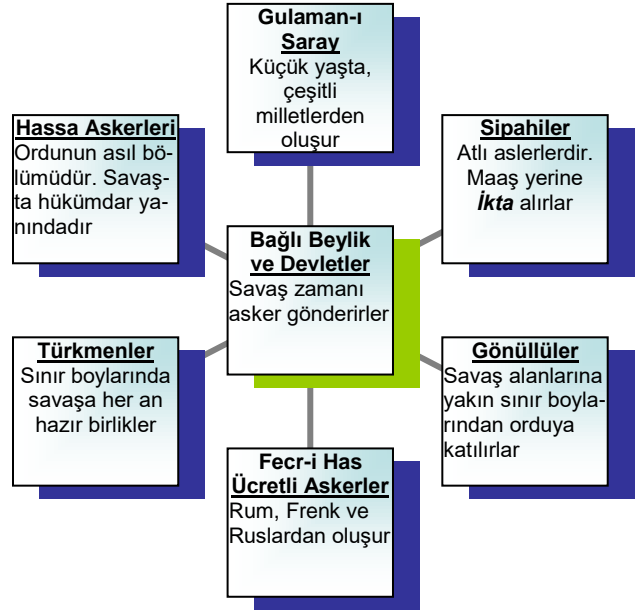 Gulaman-ı
Saray
Küçük yaşta,
çeşitli
milletlerden
oluşur
Hassa Askerleri
Ordunun asıl bö-
lümüdür. Savaş-
ta hükümdar ya-
nındadır
Sipahiler
Atlı aslerlerdir.
Maaş yerine
İkta alırlar
Bağlı Beylik
ve Devletler
Savaş zamanı
asker gönderirler
Türkmenler
Sınır boylarında
savaşa her an
hazır birlikler
Gönüllüler
Savaş alanlarına
yakın sınır boyla-
rından orduya
katılırlar
Fecr-i Has
Ücretli Askerler
Rum, Frenk ve
Ruslardan oluşur